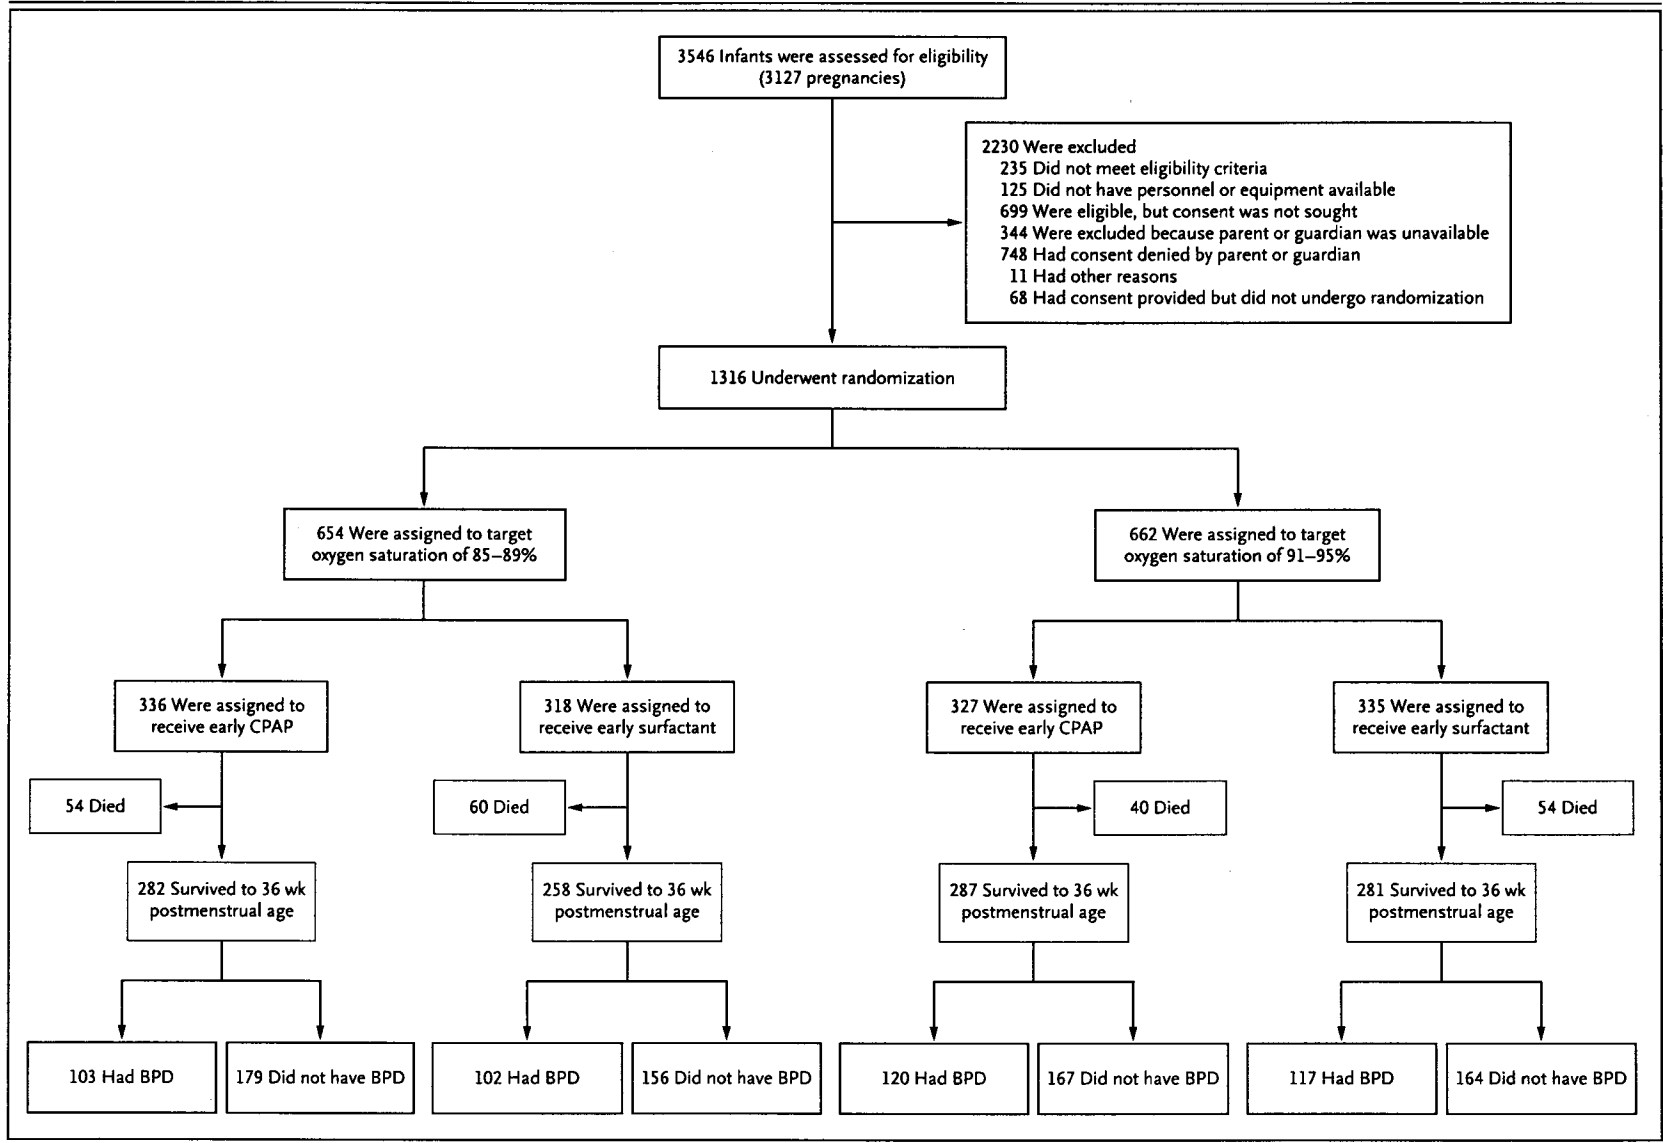 3546 Infants were assessed for eligibility
(3127 pregnancies)
2230 Were excluded
235 Did not meet eligibility criteria
125 Did not have personnel or equipment available
699 Were eligible, but consent was not sought
344 Were excluded because parent or guardian was unavailable
748 Had consent denied by parent or guardian
11 Had other reasons
68 Had consent provided but did not undergo randomization
1316 Underwent randomization
654 Were assigned to target
oxygen saturation of 85–89%
662 Were assigned to target
oxygen saturation of 91–95%
336 Were assigned to
receive early CPAP
318 Were assigned to
receive early surfactant
327 Were assigned to
receive early CPAP
335 Were assigned to
receive early surfactant
54 Died
60 Died
40 Died
54 Died
282 Survived to 36 wk
postmenstrual age
258 Survived to 36 wk
postmenstrual age
287 Survived to 36 wk
postmenstrual age
281 Survived to 36 wk
postmenstrual age
103 Had BPD
179 Did not have BPD
102 Had BPD
156 Did not have BPD
120 Had BPD
167 Did not have BPD
117 Had BPD
164 Did not have BPD